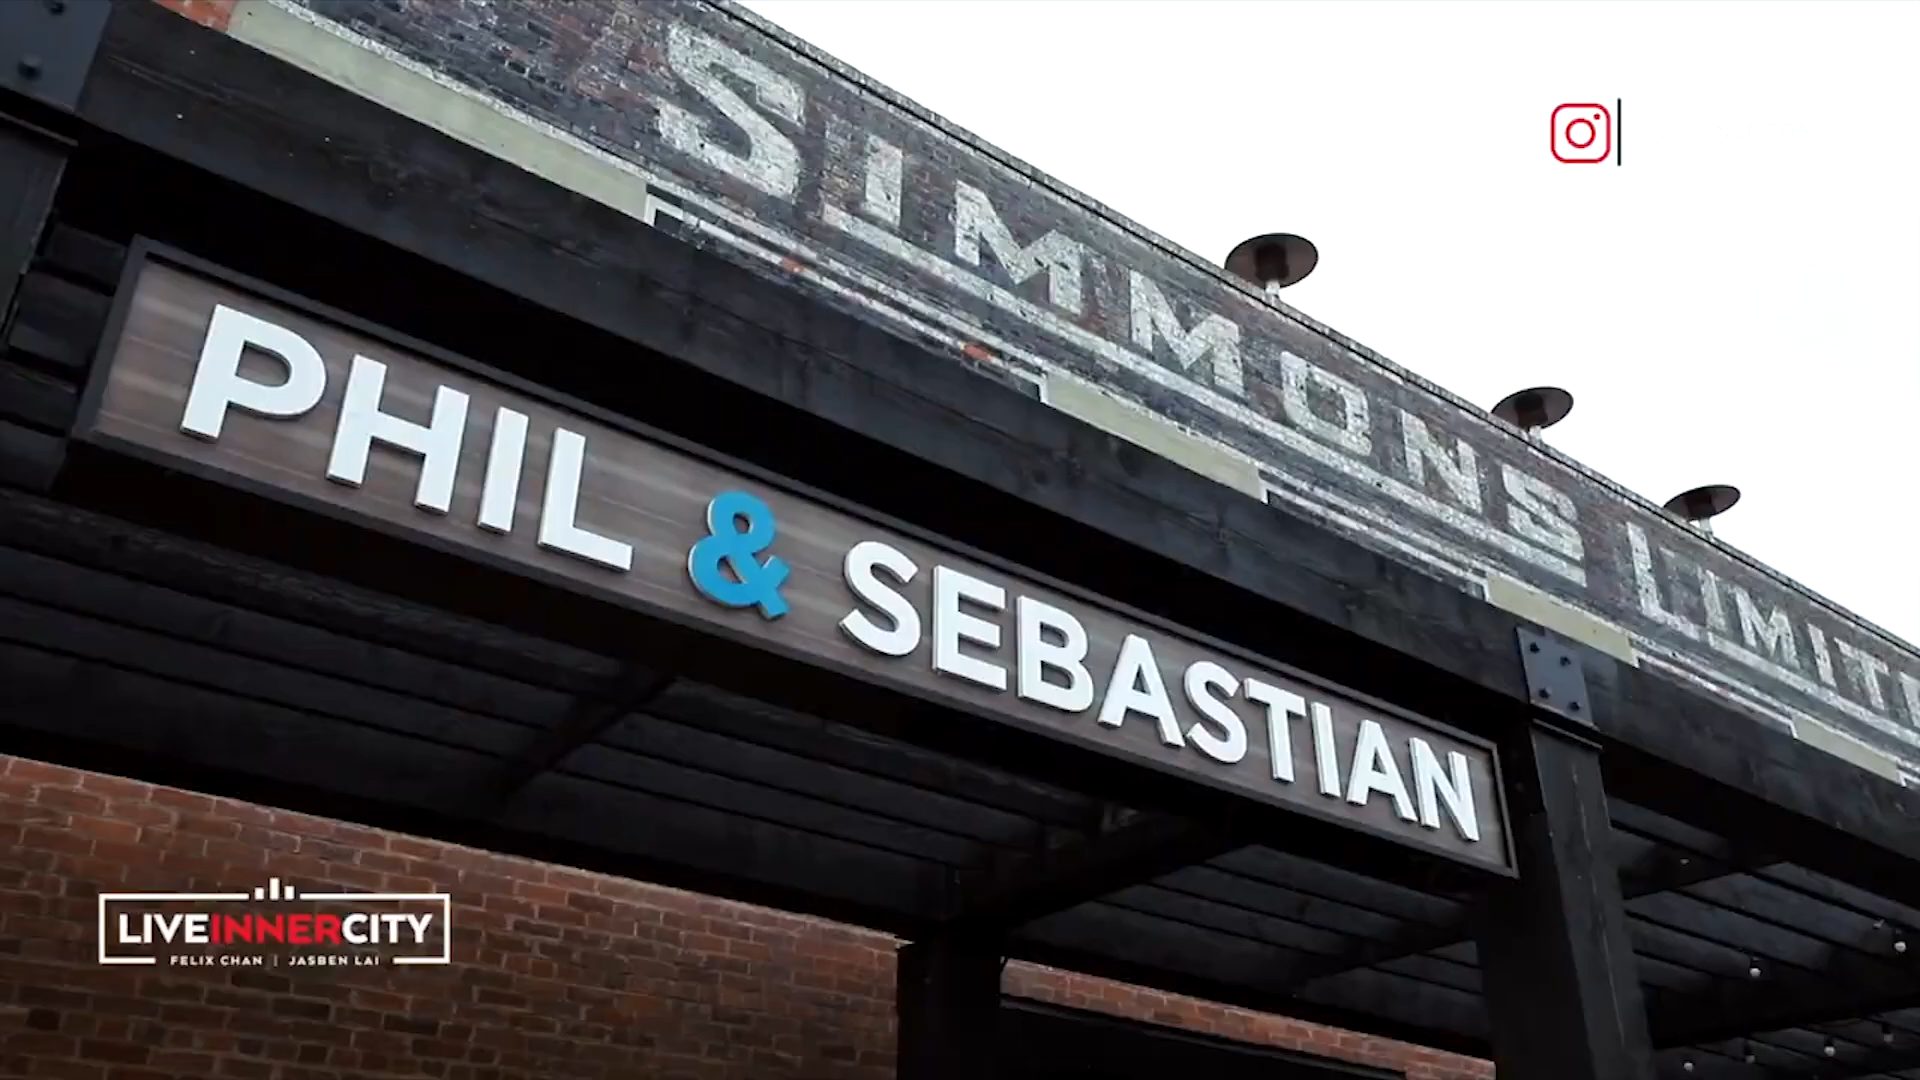 SIMMONS LIMIT
PHIL & SEBASTIAN
LIVEINNERCITY
FELIX CHAN | JASBEN LAI